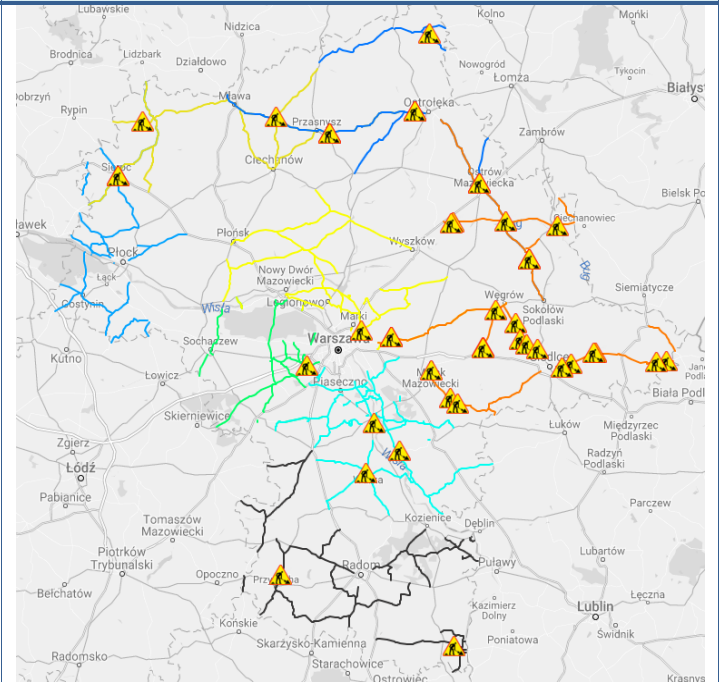 Lubawskie
Nidzica
Kolno
Mońki
Brodnica
Lidzbark
Działdowo
Nowogród
Łomża
Tykocin
Białyst
Rypin
Mława
Przasnysz
Ostrołęka
Zambrów
Ciechanów
Sierpc
Ostrów
Mazowiecka
Bielsk Po
Ciechanowiec
Płońsk
Wyszków
Płock
Bug
Łąck
Nowy Dwór
Mazowiecki
Siemiatycze
Kutno
Gostynin
Wisła
Legionowo
Węgrów
Sokołów
Podlaski
Marki
Warszawa
Sochaczew
Siedlce
Łowicz
Piaseczno
Mazowiecki
Biała Podl
Skierniewice
Łuków
Międzyrzec
Podlaski
Zgierz
Łódź
Wisła
Radzyń
Podlaski
Pabianice
Parczew
Tomaszów
Mazowiecki
Kozienice
Dęblin
Piotrków
Trybunalski
Opoczno
Radom
Puławy
Lubartów
Bełchatów
Łęczna
Kazimierz
Dolny
Lublin
Końskie
Poniatowa
Świdnik
Radomsko
Skarżysko-Kamienna
Starachowice
Ostrowiec
Krasnys